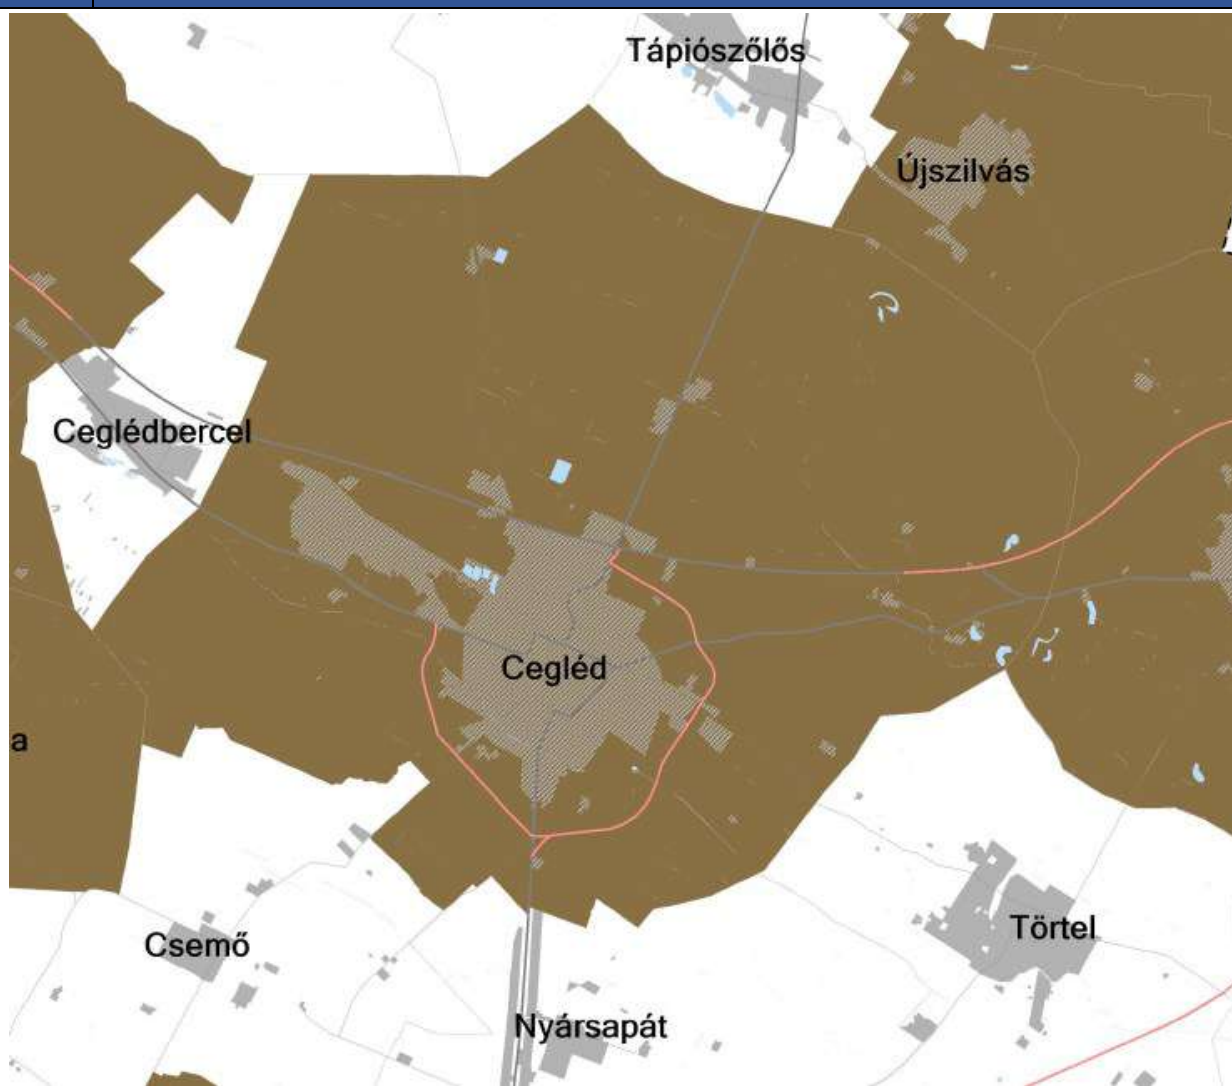 Tápiószőlős
Újszilvás
Ceglédbercel
Cegléd
a
Csemő
Törtel
Nyársapát